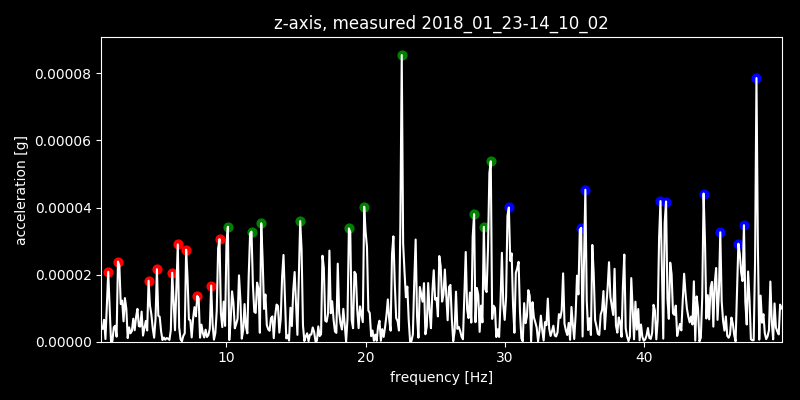 z-axis, measured 2018_01_23-14_10_02
acceleration [g]
0.00008
0.00006
0.00004
0.00002
0.00000
10 20 30 40
frequency [Hz]